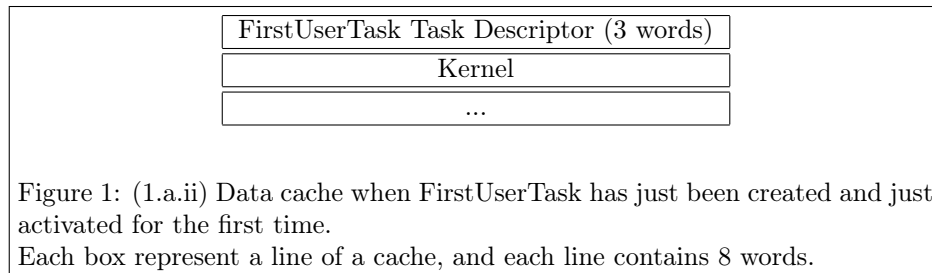 FirstUserTask Task Descriptor (3 words)
Kernel
...
Figure 1: (1.a.ii) Data cache when FirstUserTask has just been created and just
activated for the first time.
Each box represent a line of a cache, and each line contains 8 words.